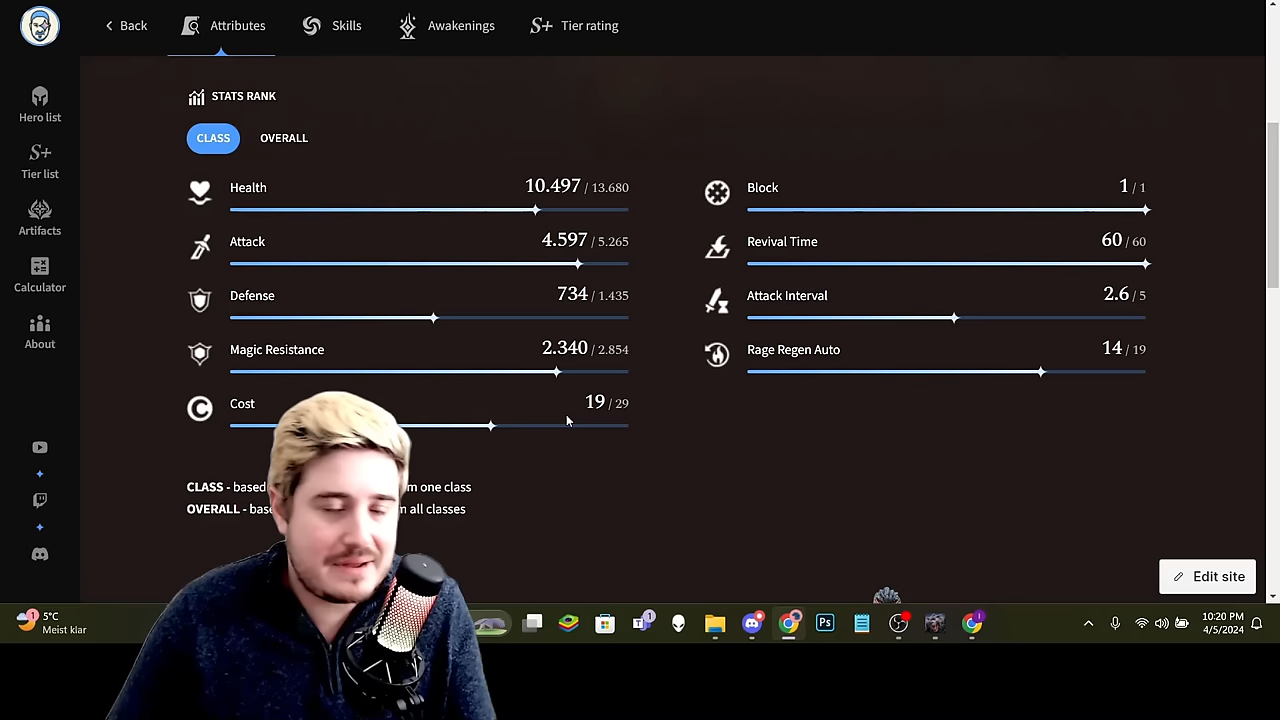 Back
Attributes
Skills
Awakenings
S+ Tier rating
Hero list
S+
Tier list
Artifacts
Calculator
About
STATS RANK
CLASS
OVERALL
Health
10.497 / 13.680
Attack
4.597 / 5.265
Defense
734 / 1.435
Magic Resistance
2.340 / 2.854
Cost
19 / 29
Block
1 / 1
Revival Time
60 / 60
Attack Interval
2.6 / 5
Rage Regen Auto
14 / 19
CLASS - based m one class
OVERALL - bas m all classes
Edit site
1
5°C
Meist klar
1
Ps
1
10:20 PM
4/5/2024